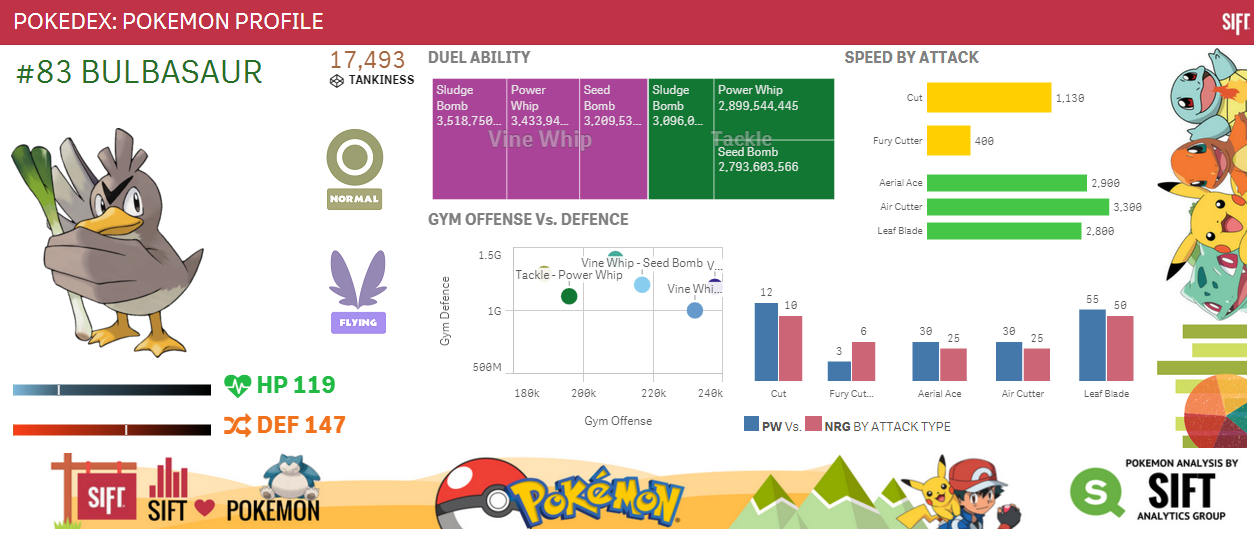 POKEDEX: POKEMON PROFILE
SIFT
#83 BULBASAUR
17,493
TANKINESS
NORMAL
FLYING
HP 119
DEF 147
DUEL ABILITY
Sludge Bomb 3,518,750...
Power Whip 3,433,94...
Seed Bomb 3,209,53...
Vine Whip
Sludge Bomb 3,096,0...
Power Whip 2,899,544,445
Tackle
Seed Bomb 2,793,603,566
GYM OFFENSE Vs. DEFENCE
Gym Defence
1.5G
1G
500M
Vine Whip - Seed Bomb
V...
Tackle - Power Whip
Vine Whi...
180k
200k
220k
240k
Gym Offense
SPEED BY ATTACK
Cut
1,130
Fury Cutter
400
Aerial Ace
2,900
Air Cutter
3,300
Leaf Blade
2,800
12
10
3
6
30
25
30
25
55
50
Cut
Fury Cut...
Aerial Ace
Air Cutter
Leaf Blade
PW Vs. NRG BY ATTACK TYPE
SIFT
SIFT POKEMON
POKéMON
S
POKEMON ANALYSIS BY
SIFT
ANALYTICS GROUP